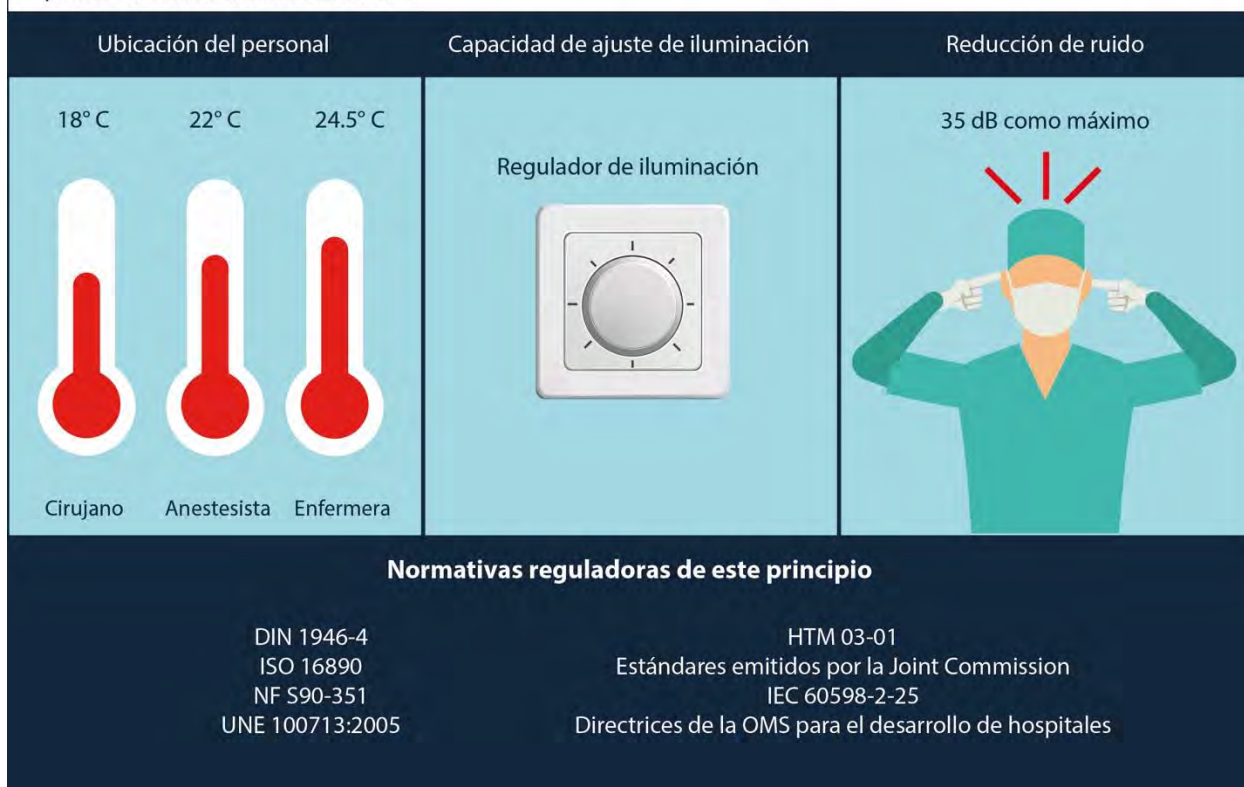 Ubicación del personal
Capacidad de ajuste de iluminación
Reducción de ruido
18° C
22° C
24.5° C
Cirujano
Anestesista
Enfermera
Regulador de iluminación
35 dB como máximo
Normativas reguladoras de este principio
DIN 1946-4
ISO 16890
NF S90-351
UNE 100713:2005
HTM 03-01
Estándares emitidos por la Joint Commission
IEC 60598-2-25
Directrices de la OMS para el desarrollo de hospitales